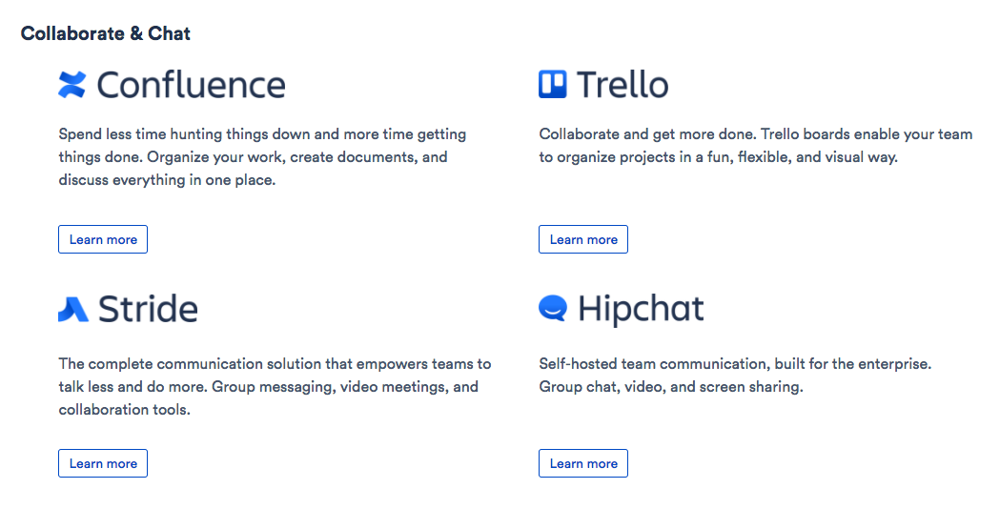 Collaborate & Chat
Confluence
Spend less time hunting things down and more time getting
things done. Organize your work, create documents, and
discuss everything in one place.
Learn more
Trello
Collaborate and get more done. Trello boards enable your team
to organize projects in a fun, flexible, and visual way.
Learn more
Stride
The complete communication solution that empowers teams to
talk less and do more. Group messaging, video meetings, and
collaboration tools.
Learn more
Hipchat
Self-hosted team communication, built for the enterprise.
Group chat, video, and screen sharing.
Learn more